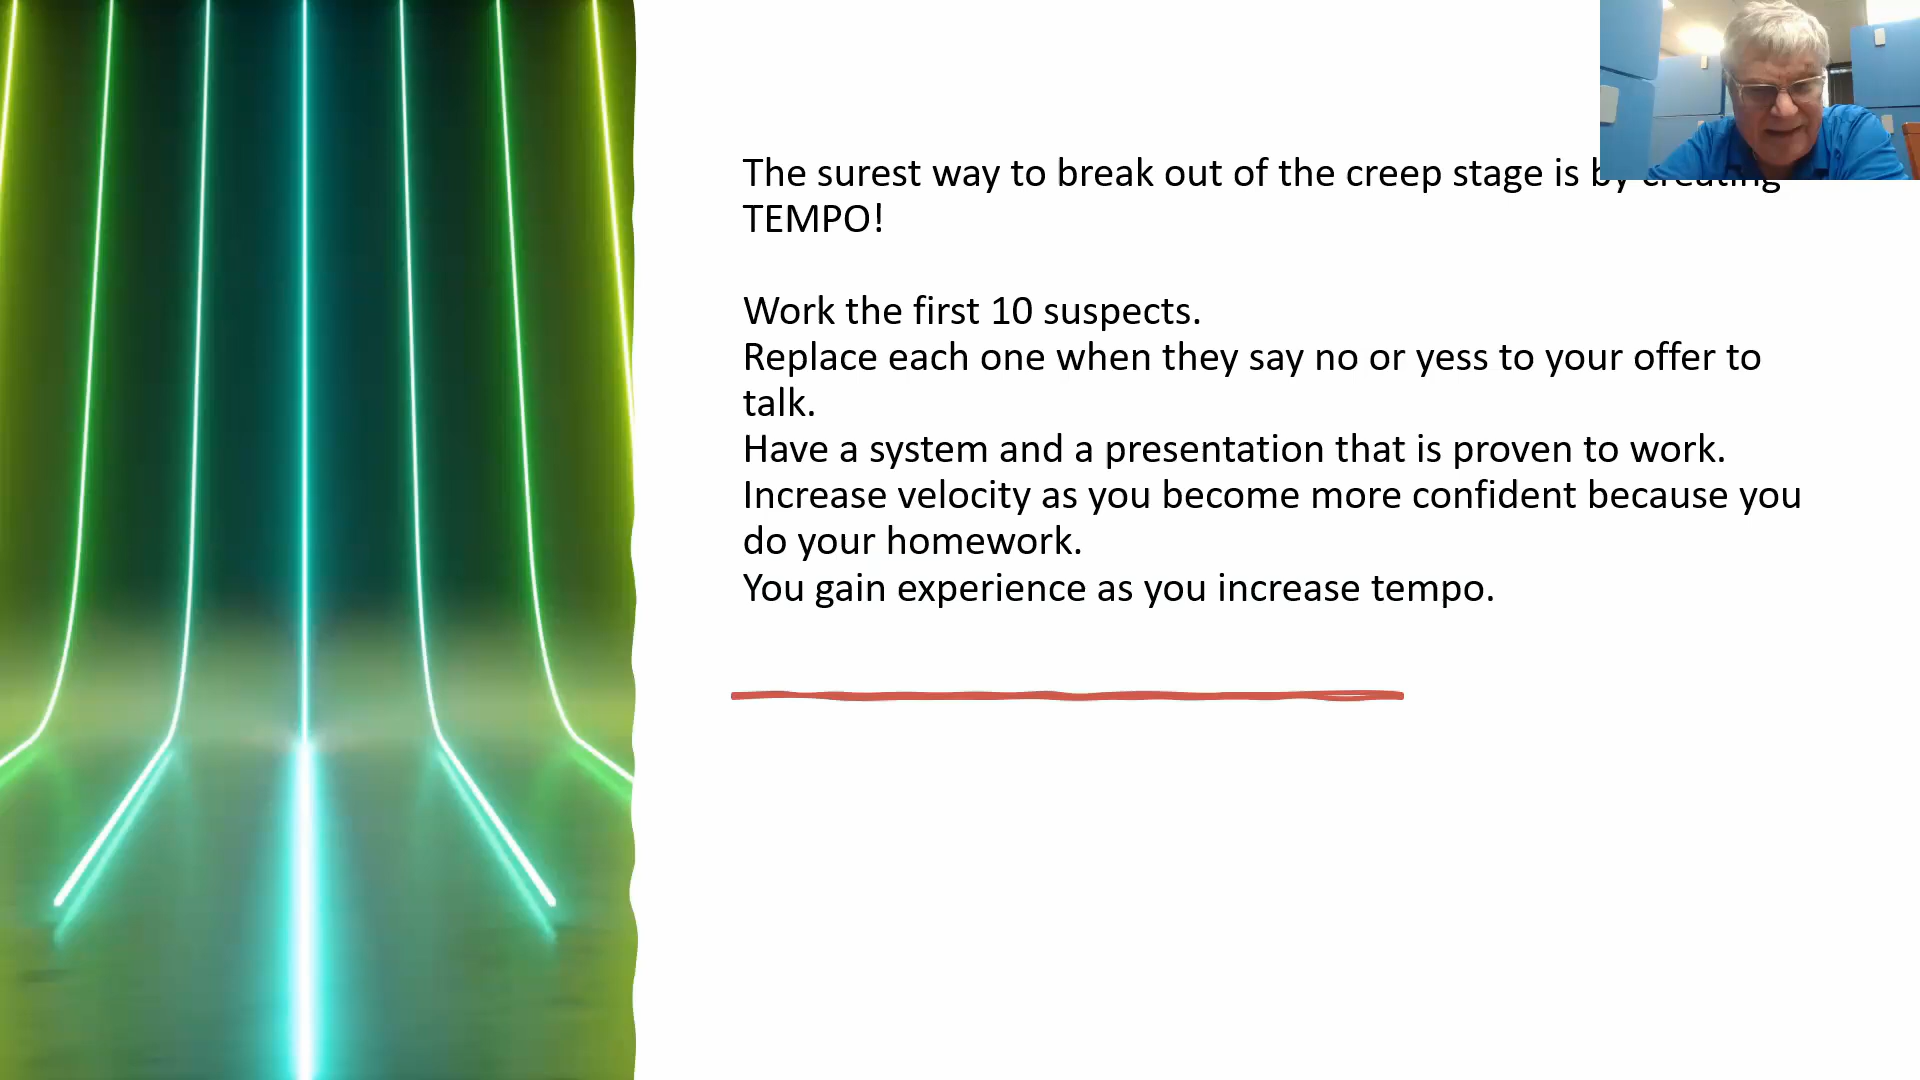 The surest way to break out of the creep stage is by creating
TEMPO!
Work the first 10 suspects.
Replace each one when they say no or yess to your offer to
talk.
Have a system and a presentation that is proven to work.
Increase velocity as you become more confident because you
do your homework.
You gain experience as you increase tempo.